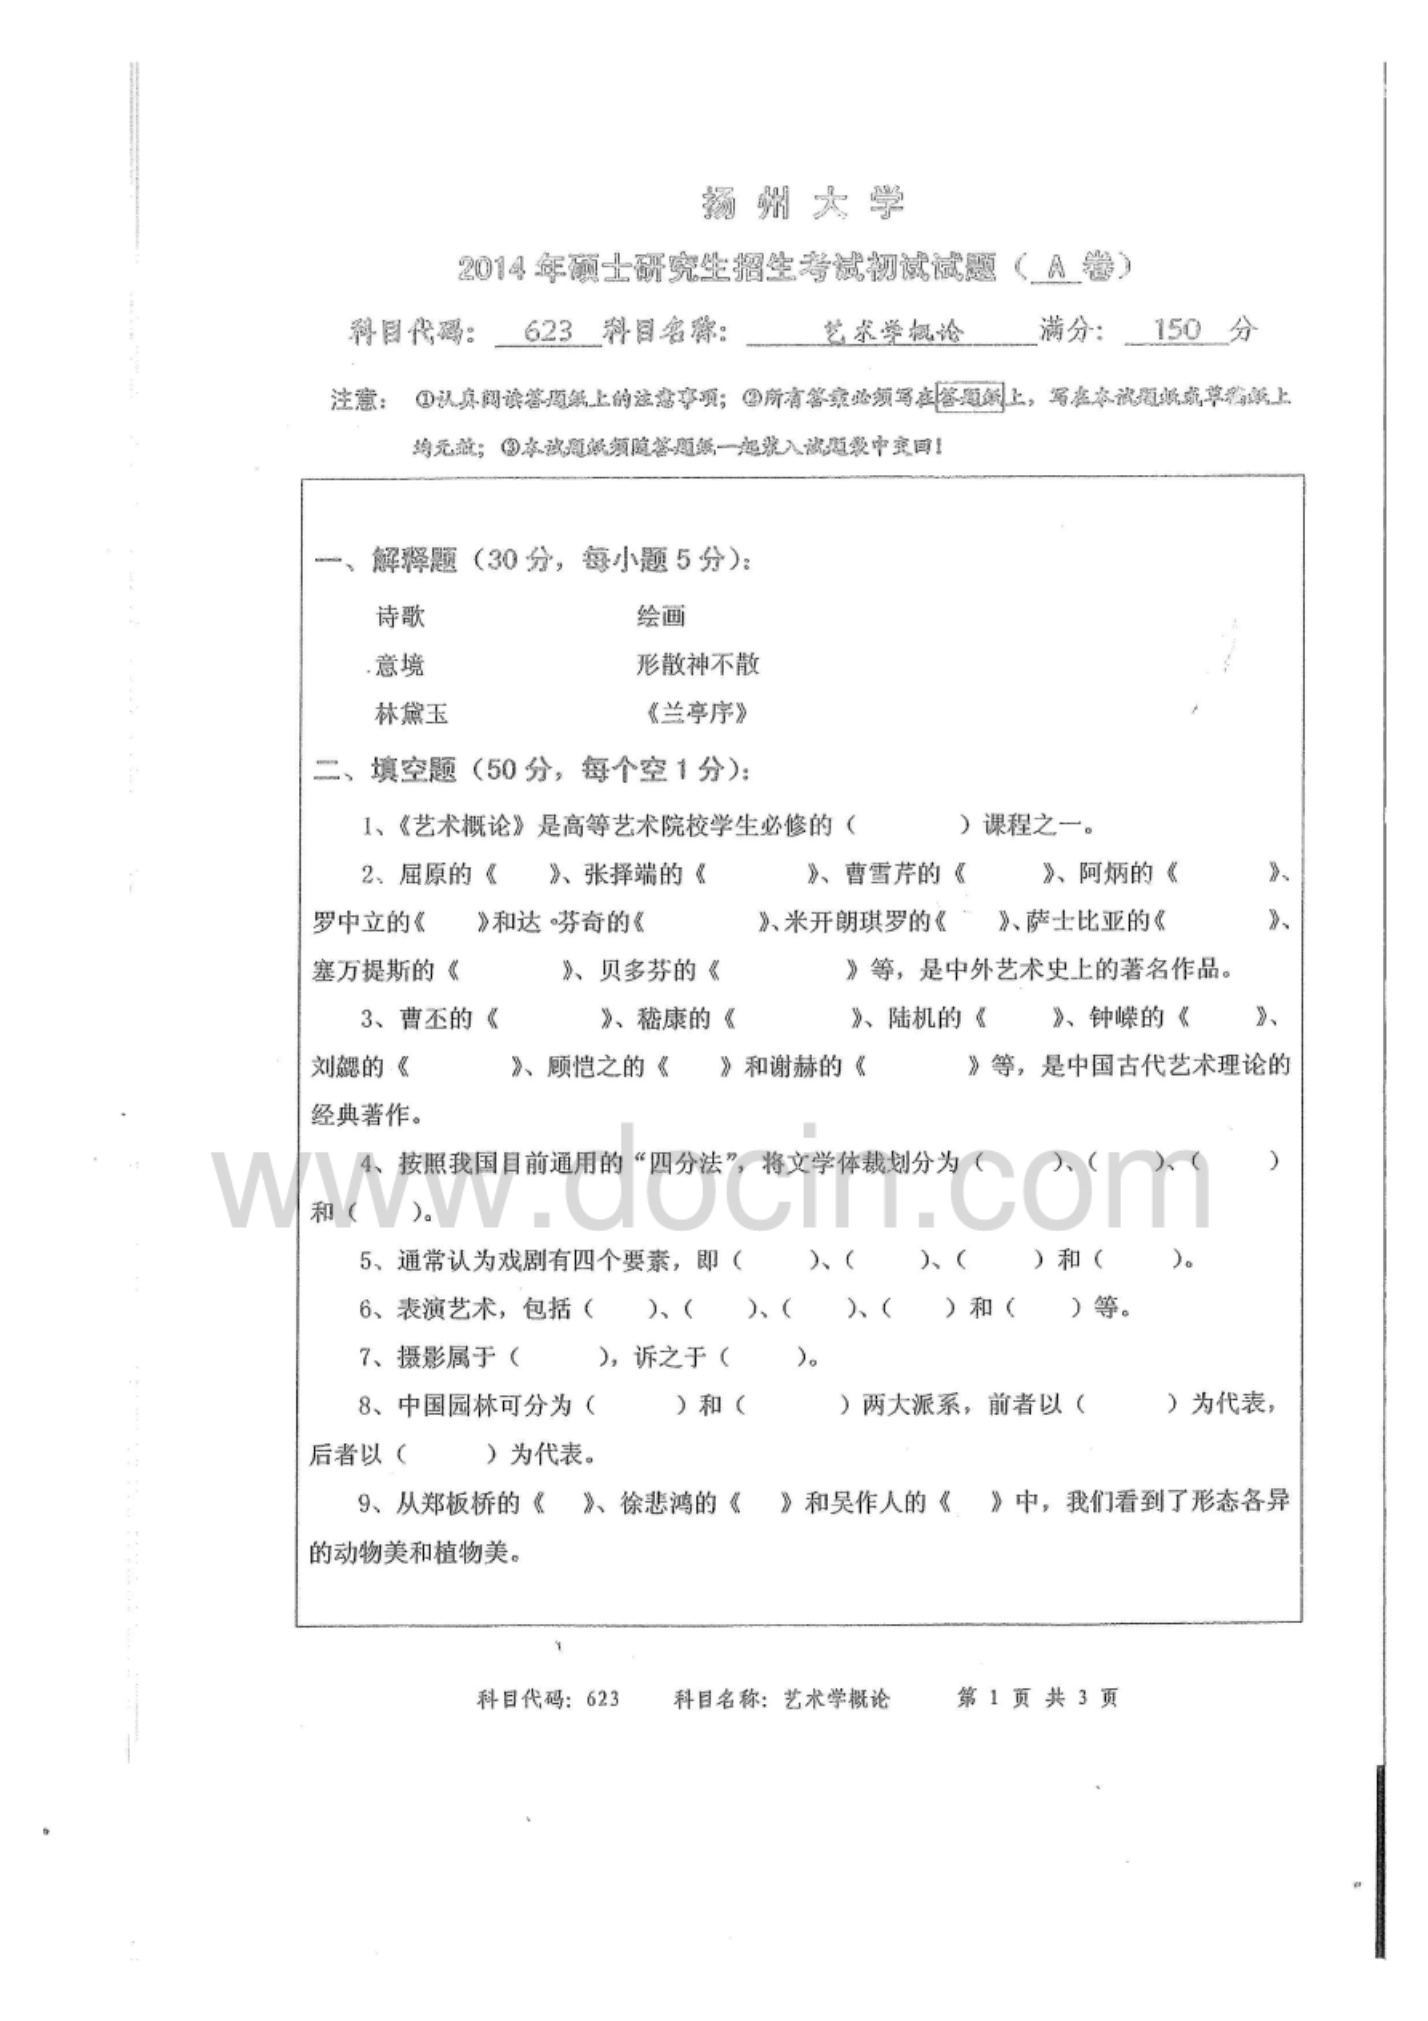 扬 州 大 学
2014年硕士研究生招生考试初试试题（ A 卷）
科目代码： 623 科目名称： 艺术学概论 满分： 150 分
注意： ①认真阅读答题纸上的注意事项；②所有答案必须写在答题纸上，写在本试题纸或草稿纸上
均无效；③本试题纸须随答题纸一起装入试题袋中交回！
一、解释题（30分，每小题5分）：
诗歌 绘画
意境 形散神不散
林黛玉 《兰亭序》
二、填空题（50分，每个空1分）：
1、《艺术概论》是高等艺术院校学生必修的（ ）课程之一。
2、屈原的《 》、张择端的《 》、曹雪芹的《 》、阿炳的《 》、
罗中立的《 》和达·芬奇的《 》、米开朗琪罗的《 》、萨士比亚的《 》、
塞万提斯的《 》、贝多芬的《 》等，是中外艺术史上的著名作品。
3、曹丕的《 》、嵇康的《 》、陆机的《 》、钟嵘的《 》、
刘勰的《 》、顾恺之的《 》和谢赫的《 》等，是中国古代艺术理论的
经典著作。
4、按照我国目前通用的“四分法”，将文学体裁划分为（ ）、（ ）、（ ）
和（ ）。
5、通常认为戏剧有四个要素，即（ ）、（ ）、（ ）和（ ）。
6、表演艺术，包括（ ）、（ ）、（ ）、（ ）和（ ）等。
7、摄影属于（ ），诉之于（ ）。
8、中国园林可分为（ ）和（ ）两大派系，前者以（ ）为代表，
后者以（ ）为代表。
9、从郑板桥的《 》、徐悲鸿的《 》和吴作人的《 》中，我们看到了形态各异
的动物美和植物美。
www.docin.com
科目代码：623 科目名称：艺术学概论 第 1 页 共 3 页